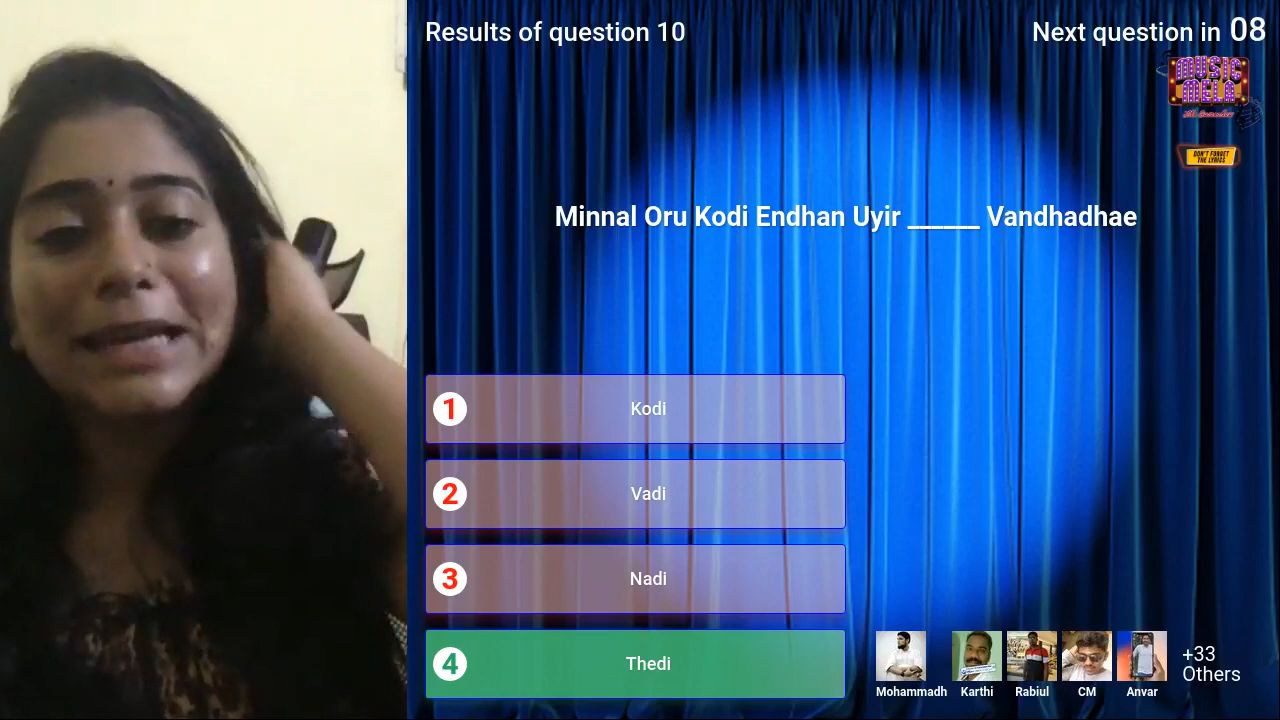 Results of question 10
Next question in 08
MUSIC
MELA
DON'T FORGET
THE LYRICS
Minnal Oru Kodi Endhan Uyir ______ Vandhadhae
1 Kodi
2 Vadi
3 Nadi
4 Thedi
+33
Others
Mohammadh Karthi Rabiul CM Anvar